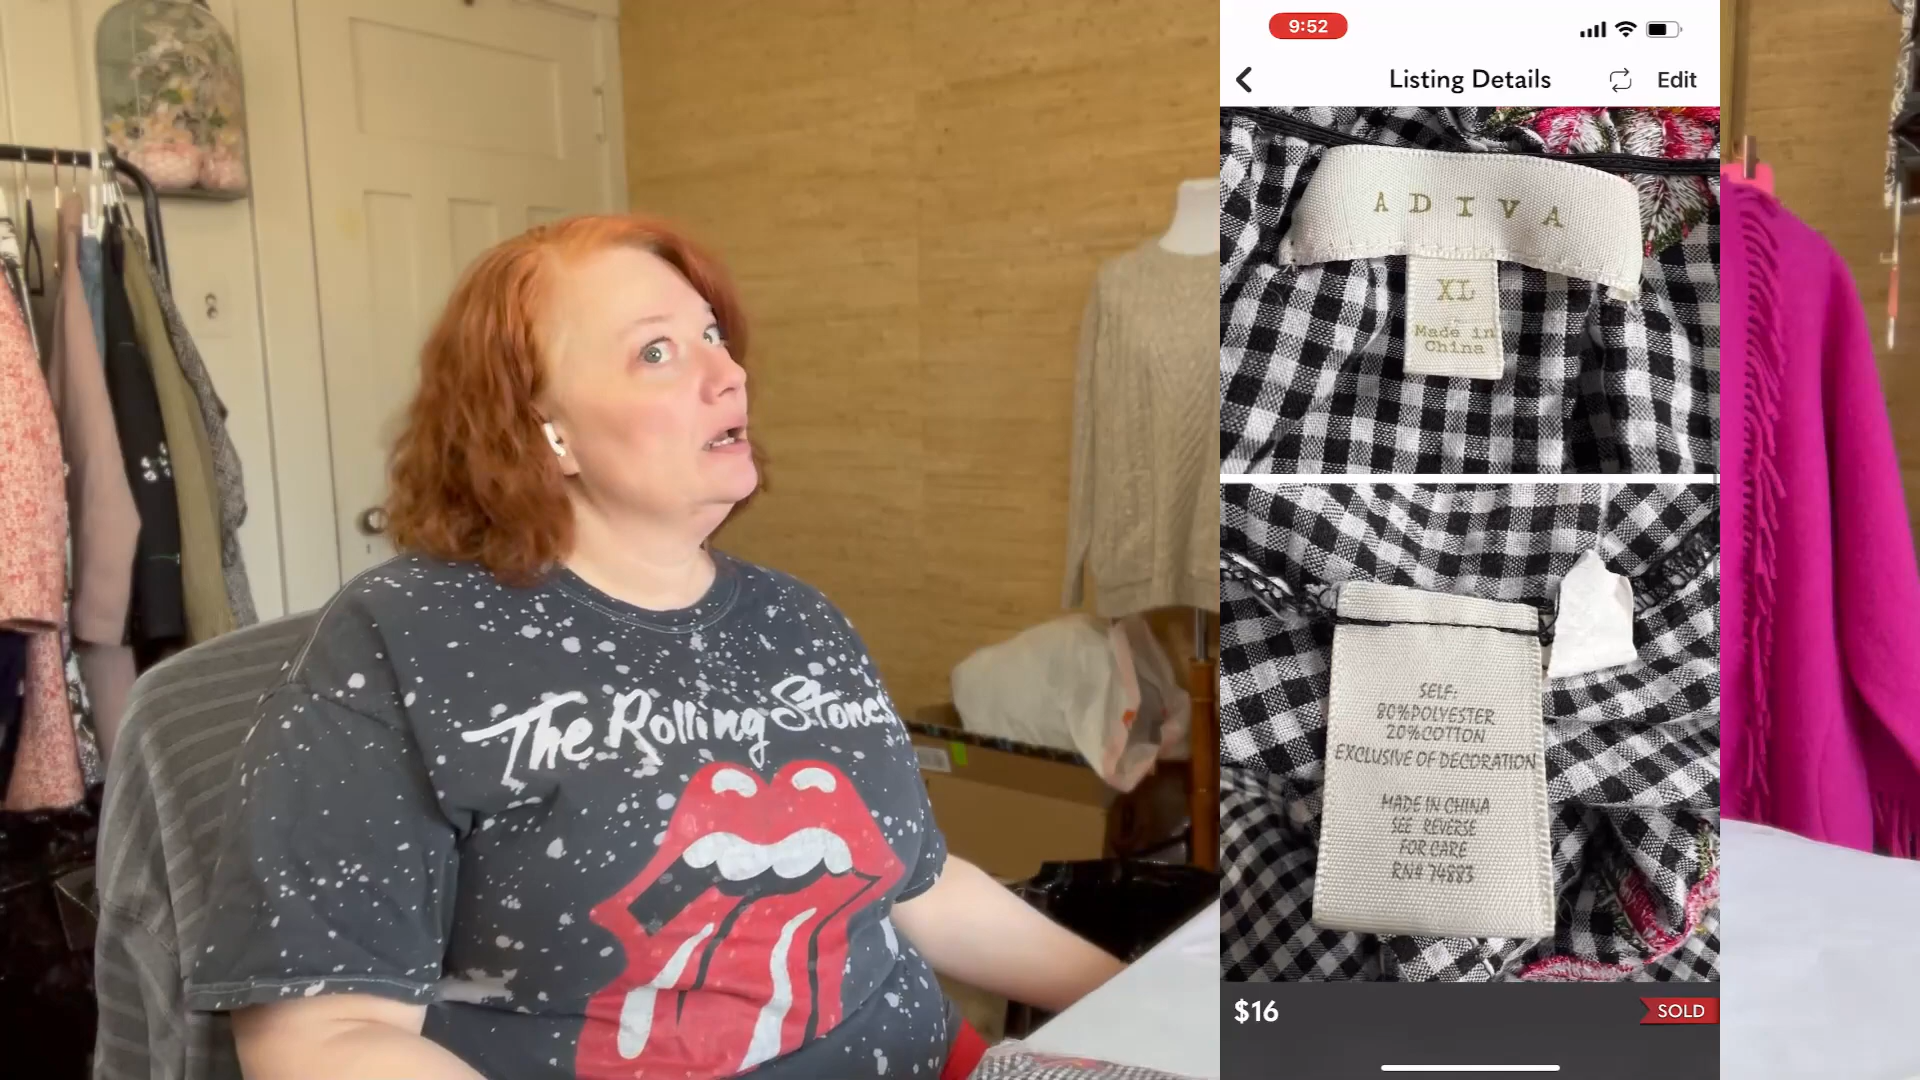 9:52
Listing Details
Edit
ADIVA
XL
Made in
China
SELF:
80%POLYESTER
20%COTTON
EXCLUSIVE OF DECORATION
MADE IN CHINA
SEE REVERSE
FOR CARE
RN# 74883
$16
SOLD
The Rolling Stones